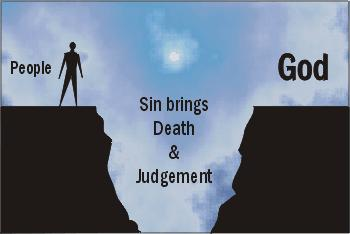 People
God
Sin brings
Death
&
Judgement